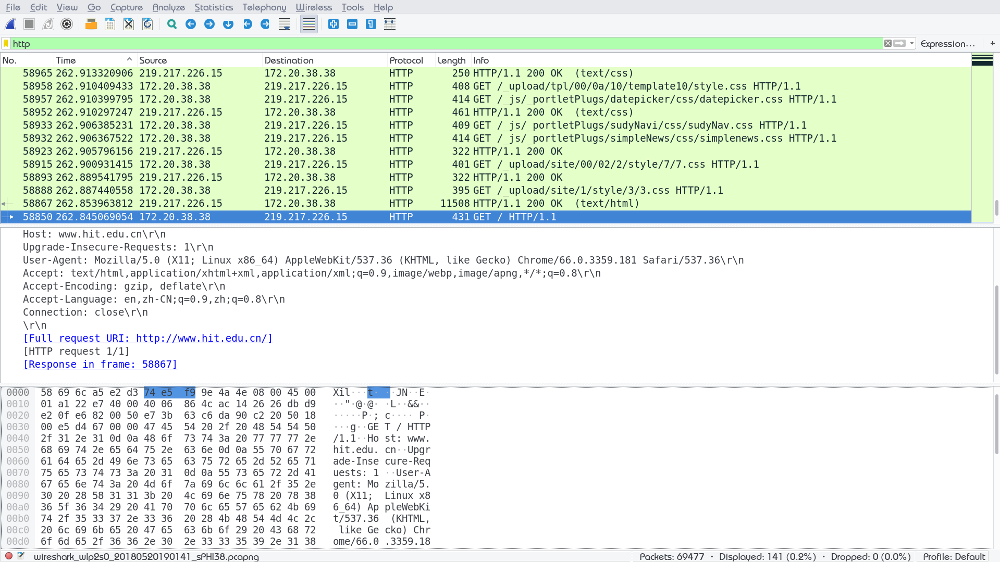 File Edit View Go Capture Analyze Statistics Telephony Wireless Tools Help
http
Expression… +
No. Time Source Destination Protocol Length Info
58965 262.913320906 219.217.226.15 172.20.38.38 HTTP 250 HTTP/1.1 200 OK (text/css)
58958 262.910409433 172.20.38.38 219.217.226.15 HTTP 408 GET /_upload/tpl/00/0a/10/template10/style.css HTTP/1.1
58957 262.910399795 172.20.38.38 219.217.226.15 HTTP 414 GET /_js/_portletPlugs/datepicker/css/datepicker.css HTTP/1.1
58952 262.910297247 219.217.226.15 172.20.38.38 HTTP 461 HTTP/1.1 200 OK (text/css)
58933 262.906385231 172.20.38.38 219.217.226.15 HTTP 409 GET /_js/_portletPlugs/sudyNavi/css/sudyNav.css HTTP/1.1
58932 262.906367522 172.20.38.38 219.217.226.15 HTTP 414 GET /_js/_portletPlugs/simpleNews/css/simplenews.css HTTP/1.1
58923 262.905796156 219.217.226.15 172.20.38.38 HTTP 322 HTTP/1.1 200 OK
58915 262.900931415 172.20.38.38 219.217.226.15 HTTP 401 GET /_upload/site/00/02/2/style/7/7.css HTTP/1.1
58893 262.889541795 219.217.226.15 172.20.38.38 HTTP 322 HTTP/1.1 200 OK
58888 262.887440558 172.20.38.38 219.217.226.15 HTTP 395 GET /_upload/site/1/style/3/3.css HTTP/1.1
58867 262.853963812 219.217.226.15 172.20.38.38 HTTP 11508 HTTP/1.1 200 OK (text/html)
58850 262.845069054 172.20.38.38 219.217.226.15 HTTP 431 GET / HTTP/1.1
Host: www.hit.edu.cn\r\n
Upgrade-Insecure-Requests: 1\r\n
User-Agent: Mozilla/5.0 (X11; Linux x86_64) AppleWebKit/537.36 (KHTML, like Gecko) Chrome/66.0.3359.181 Safari/537.36\r\n
Accept: text/html,application/xhtml+xml,application/xml;q=0.9,image/webp,image/apng,*/*;q=0.8\r\n
Accept-Encoding: gzip, deflate\r\n
Accept-Language: en,zh-CN;q=0.9,zh;q=0.8\r\n
Connection: close\r\n
\r\n
[Full request URI: http://www.hit.edu.cn/]
[HTTP request 1/1]
[Response in frame: 58867]
0000 58 69 6c a5 e2 d3 74 e5 f9 9e 4a 4e 08 00 45 00 Xil···t· ··JN··E·
0010 01 a1 22 e7 40 00 40 06 86 4c ac 14 26 26 db d9 ··"·@·@· ·L··&&··
0020 e2 0f e6 82 00 50 e7 3b 63 c6 da 90 c2 20 50 18 ·····P·; c···· P·
0030 00 e5 d4 67 00 00 47 45 54 20 2f 20 48 54 54 50 ···g··GE T / HTTP
0040 2f 31 2e 31 0d 0a 48 6f 73 74 3a 20 77 77 77 2e /1.1··Ho st: www.
0050 68 69 74 2e 65 64 75 2e 63 6e 0d 0a 55 70 67 72 hit.edu. cn··Upgr
0060 61 64 65 2d 49 6e 73 65 63 75 72 65 2d 52 65 71 ade-Inse cure-Req
0070 75 65 73 74 73 3a 20 31 0d 0a 55 73 65 72 2d 41 uests: 1 ··User-A
0080 67 65 6e 74 3a 20 4d 6f 7a 69 6c 6c 61 2f 35 2e gent: Mo zilla/5.
0090 30 20 28 58 31 31 3b 20 4c 69 6e 75 78 20 78 38 0 (X11; Linux x8
00a0 36 5f 36 34 29 20 41 70 70 6c 65 57 65 62 4b 69 6_64) Ap pleWebKi
00b0 74 2f 35 33 37 2e 33 36 20 28 4b 48 54 4d 4c 2c t/537.36 (KHTML,
00c0 20 6c 69 6b 65 20 47 65 63 6b 6f 29 20 43 68 72 like Ge cko) Chr
00d0 6f 6d 65 2f 36 36 2e 30 2e 33 33 35 39 2e 31 38 ome/66.0 .3359.18
wireshark_wlp2s0_20180520190141_sPHI38.pcapng Packets: 69477 · Displayed: 141 (0.2%) · Dropped: 0 (0.0%) Profile: Default